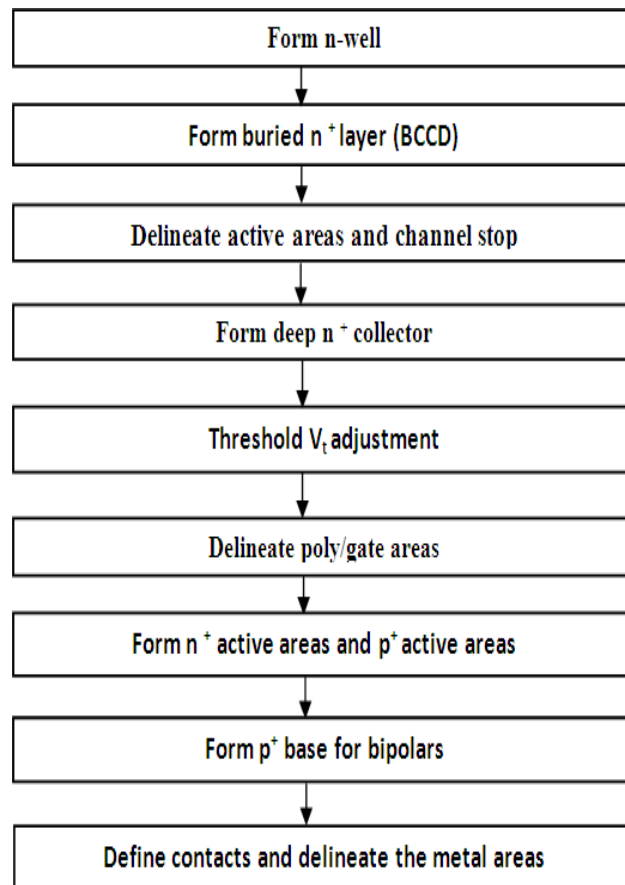 Form n-well
Form buried n⁺ layer (BCCD)
Delineate active areas and channel stop
Form deep n⁺ collector
Threshold Vₜ adjustment
Delineate poly/gate areas
Form n⁺ active areas and p⁺ active areas
Form p⁺ base for bipolars
Define contacts and delineate the metal areas